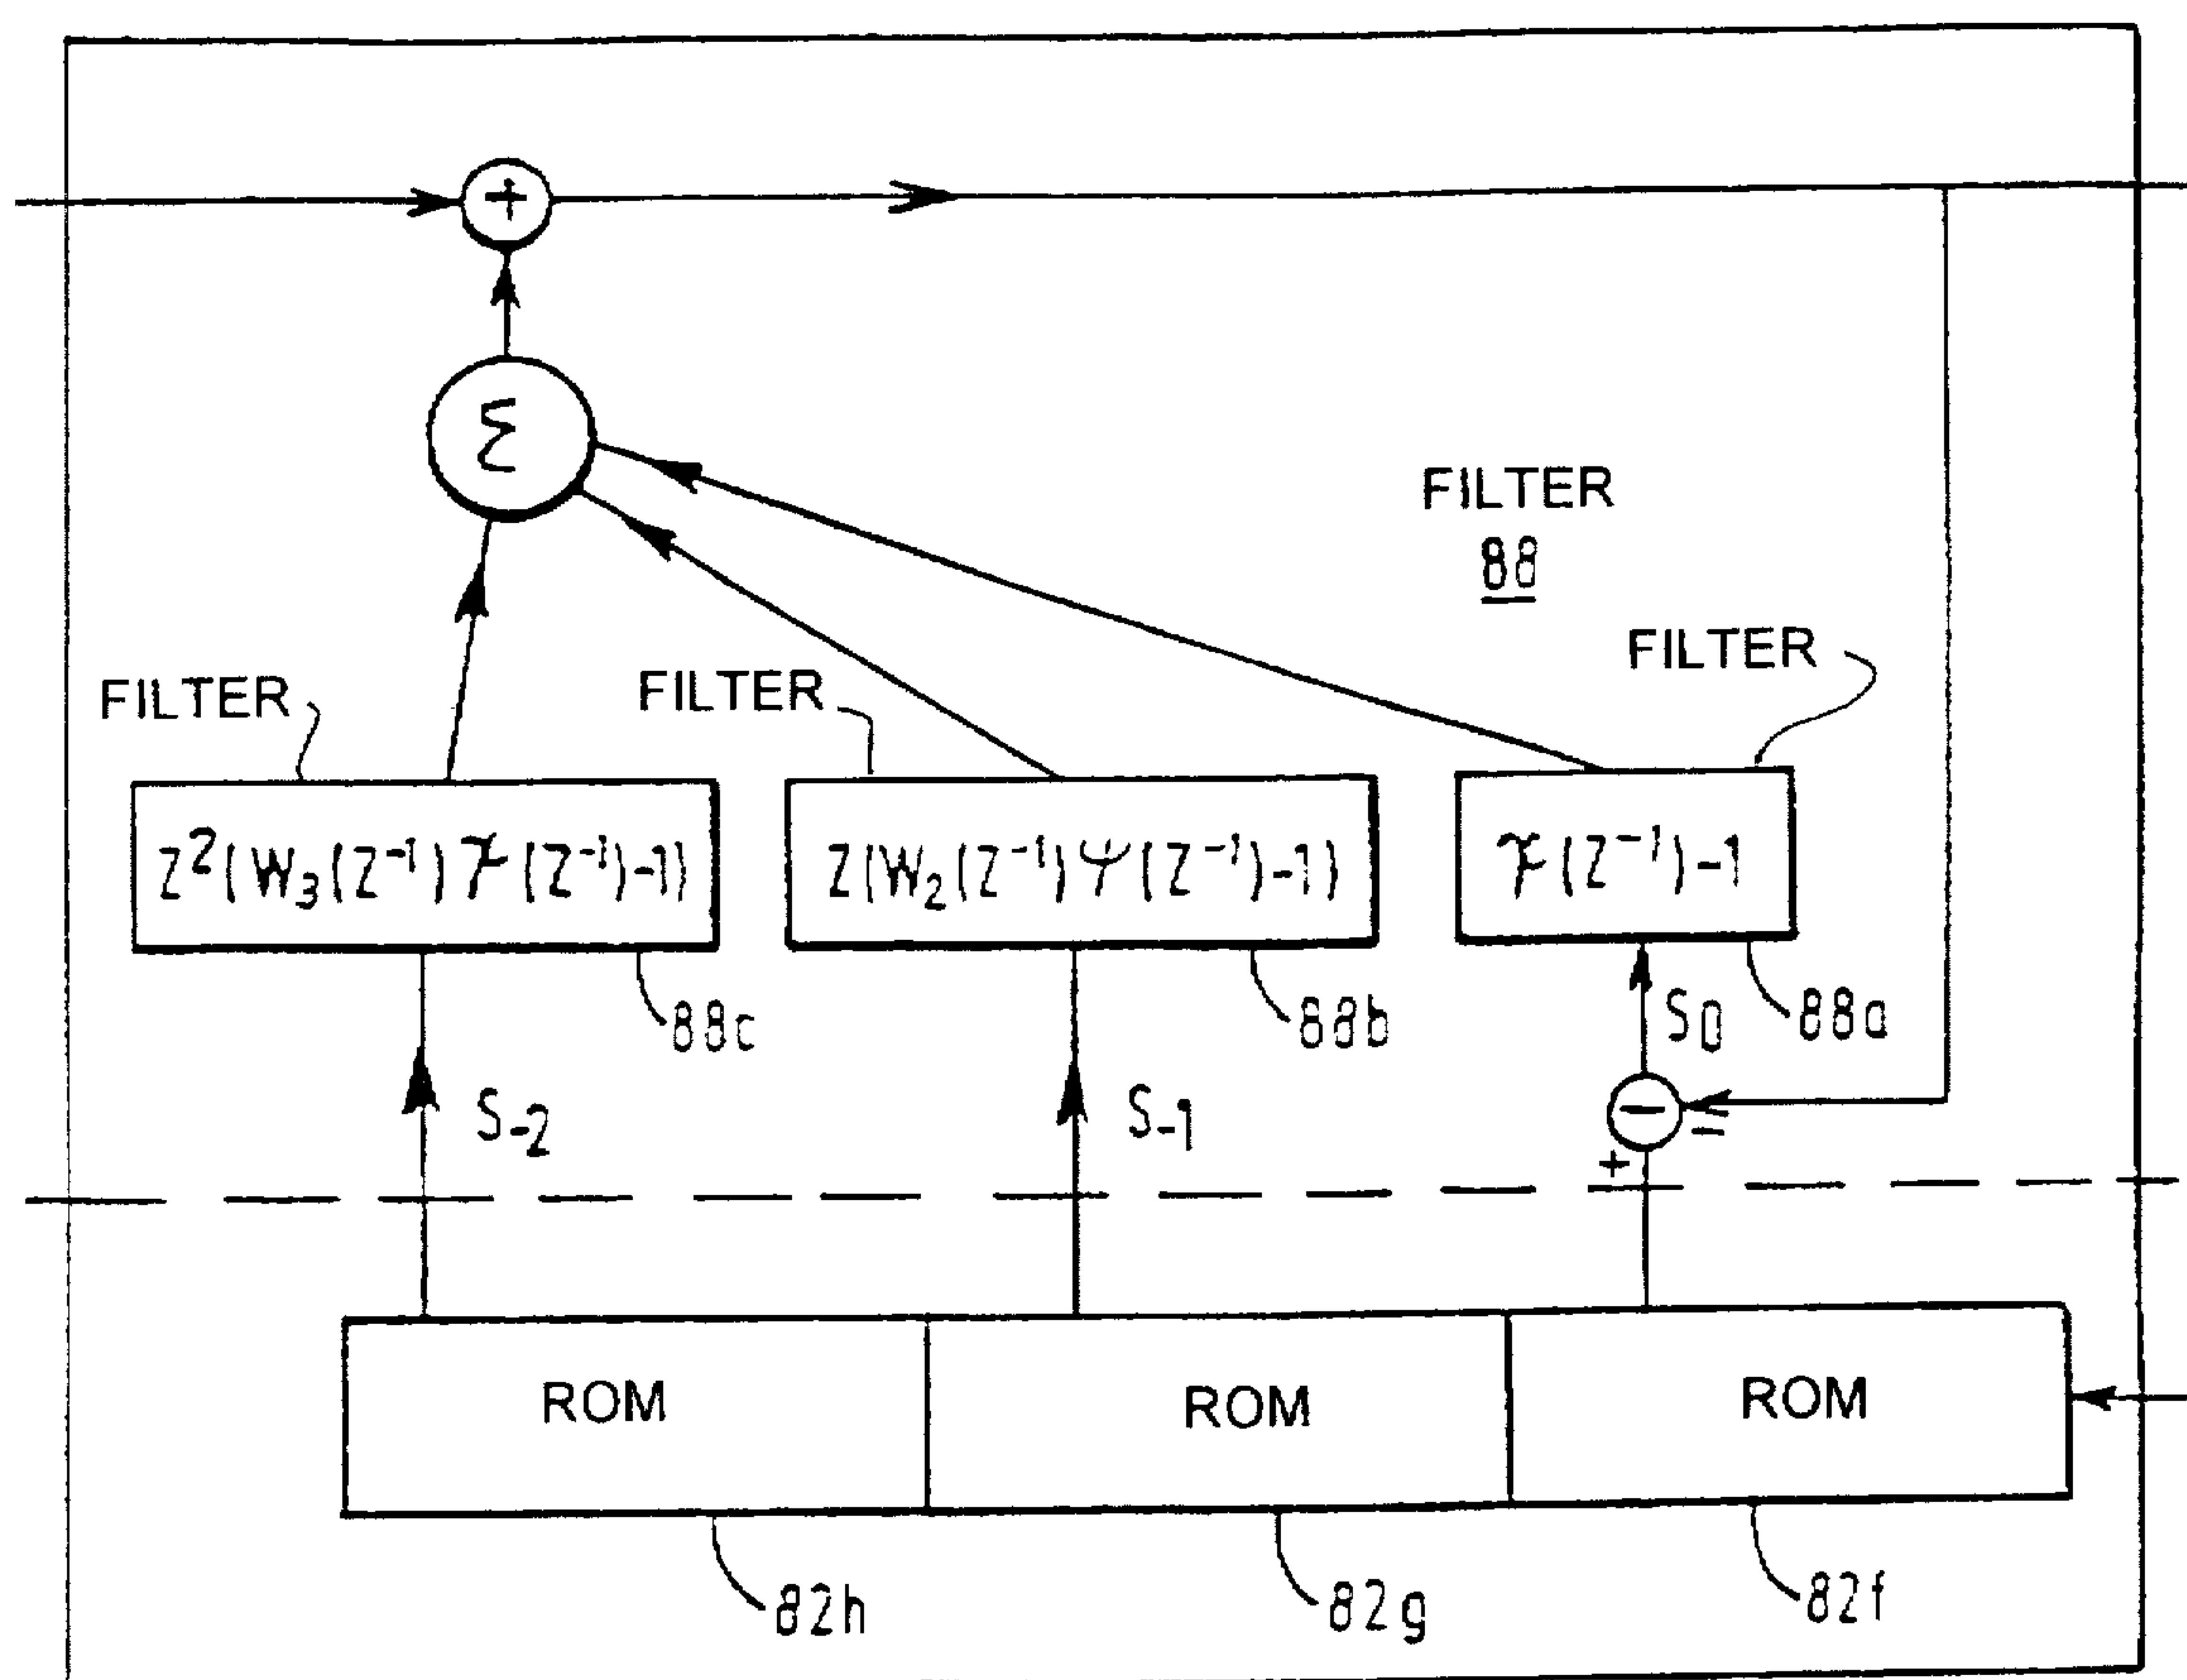 +
Σ
FILTER
88
FILTER
FILTER
FILTER
Z²(W₃(Z⁻¹)Ψ(Z⁻¹)-1)
Z(W₂(Z⁻¹)Ψ(Z⁻¹)-1)
Ψ(Z⁻¹)-1
88c
88b
S₀
88a
S₋₂
S₋₁
−
−
+
ROM
ROM
ROM
82h
82g
82f